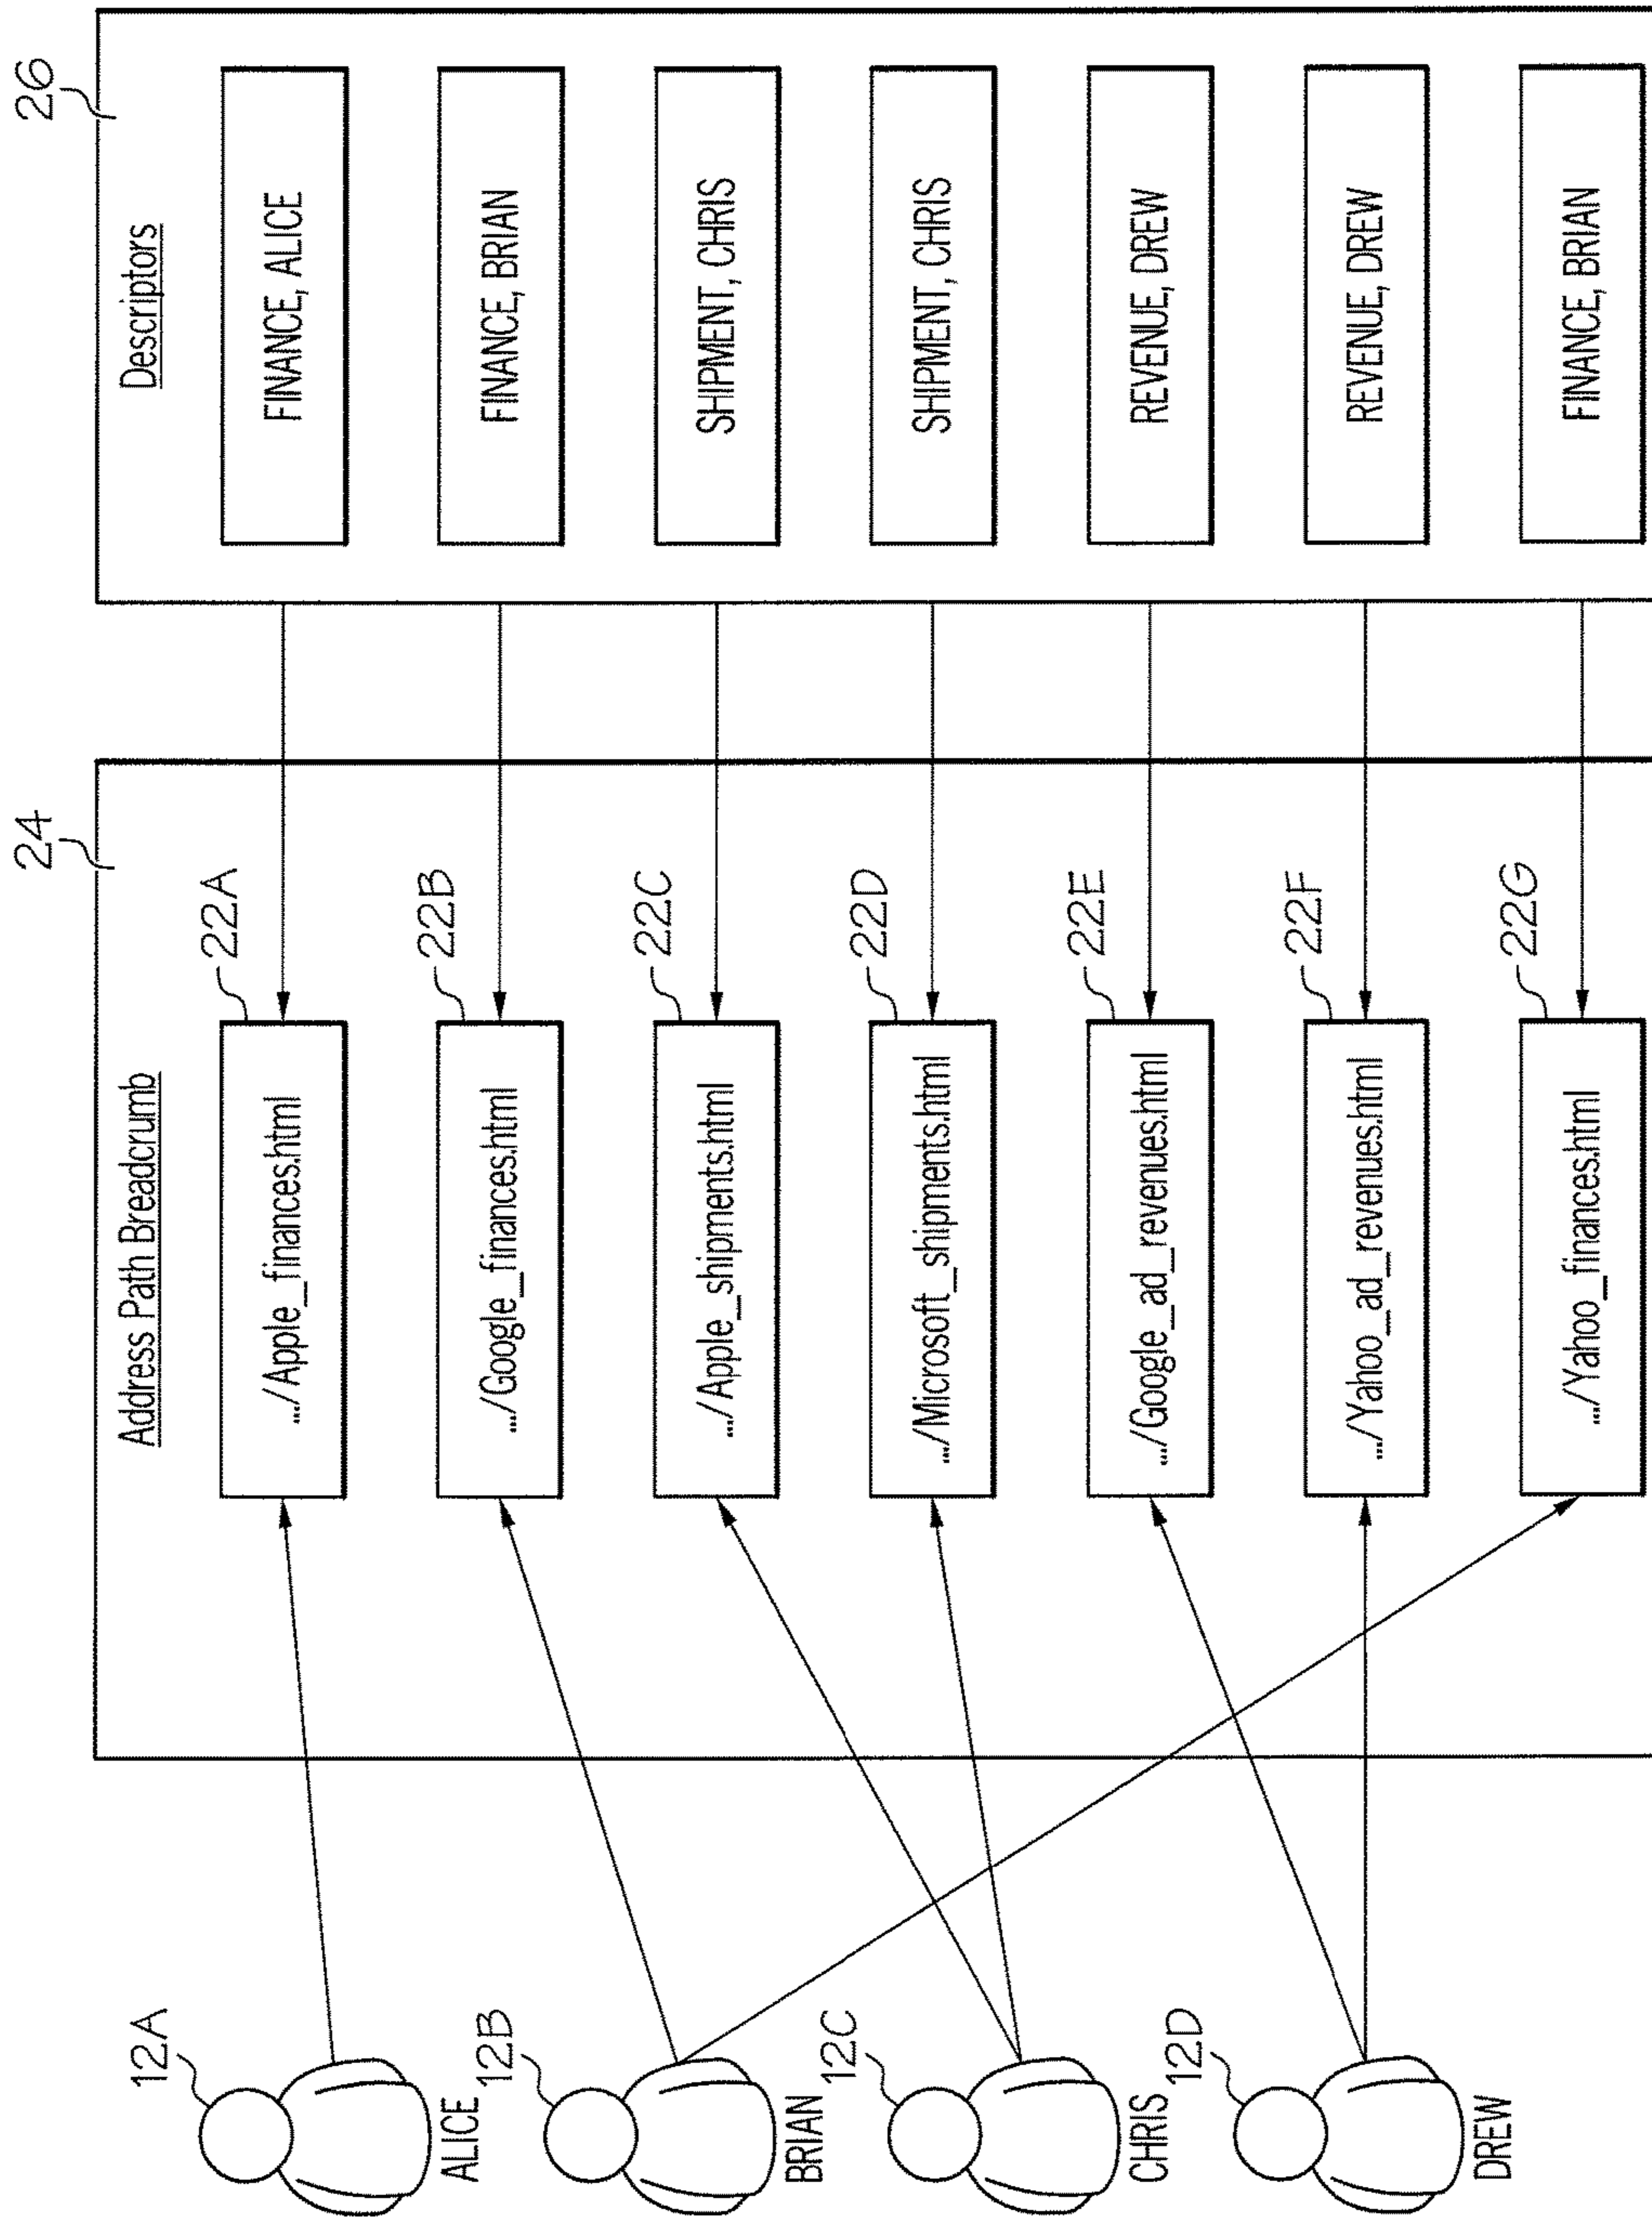 12A
ALICE
12B
BRIAN
12C
CHRIS
12D
DREW
24
Address Path Breadcrumb
22A
.../Apple_finances.html
22B
.../Google_finances.html
22C
.../Apple_shipments.html
22D
.../Microsoft_shipments.html
22E
.../Google_ad_revenues.html
22F
.../Yahoo_ad_revenues.html
22G
.../Yahoo_finances.html
26
Descriptors
FINANCE, ALICE
FINANCE, BRIAN
SHIPMENT, CHRIS
SHIPMENT, CHRIS
REVENUE, DREW
REVENUE, DREW
FINANCE, BRIAN